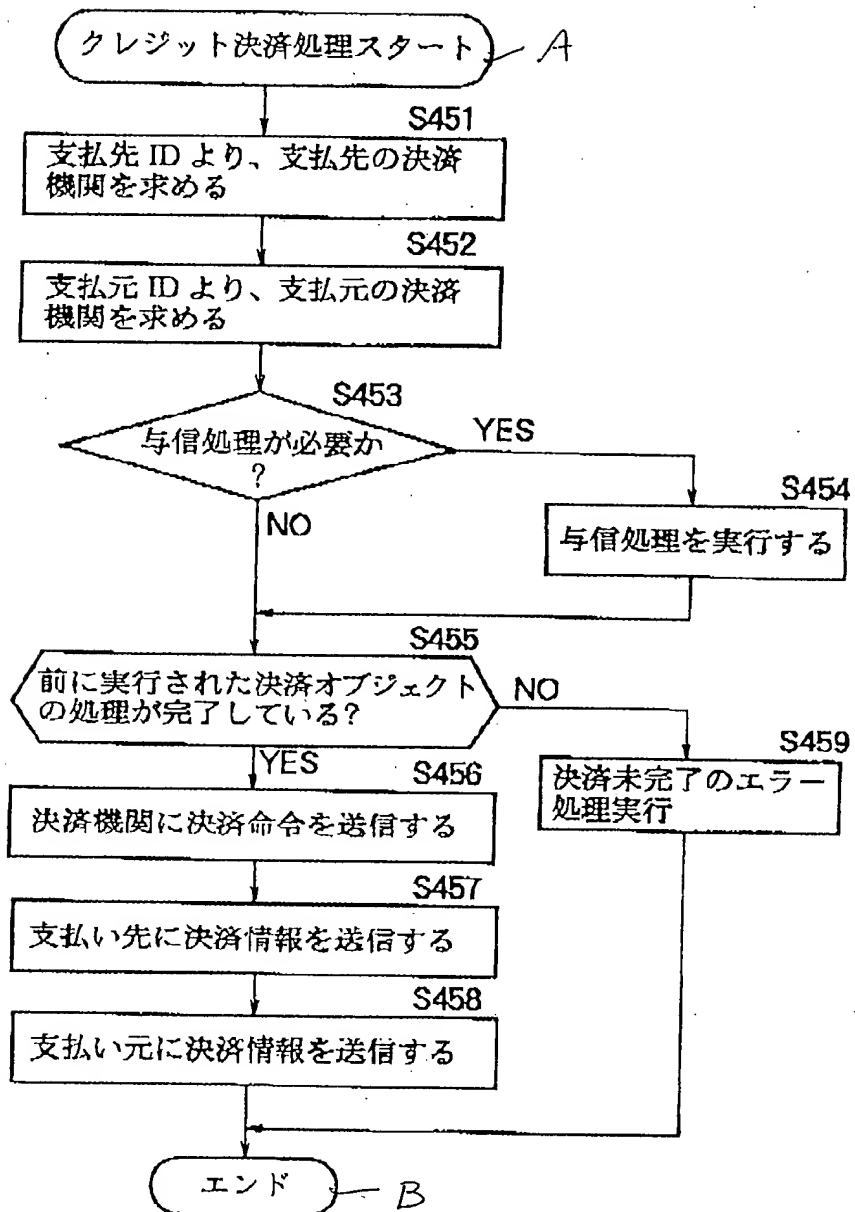 クレジット決済処理スタート
A
S451
支払先 ID より、支払先の決済
機関を求める
S452
支払元 ID より、支払元の決済
機関を求める
S453
与信処理が必要か
?
YES
NO
S454
与信処理を実行する
S455
前に実行された決済オブジェクト
の処理が完了している?
NO
YES
S459
決済未完了のエラー
処理実行
S456
決済機関に決済命令を送信する
S457
支払い先に決済情報を送信する
S458
支払い元に決済情報を送信する
エンド
B